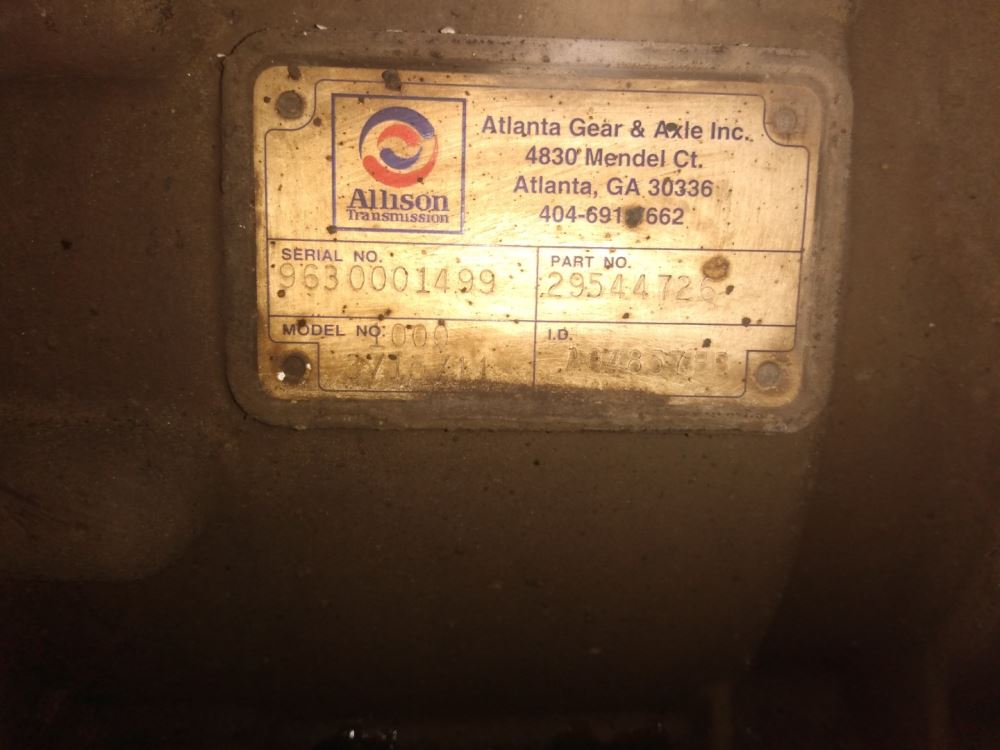 Allison
Transmission
Atlanta Gear & Axle Inc.
4830 Mendel Ct.
Atlanta, GA 30336
SERIAL NO.
9630001499
PART NO.
29544726
MODEL NO.
1000
I.D.